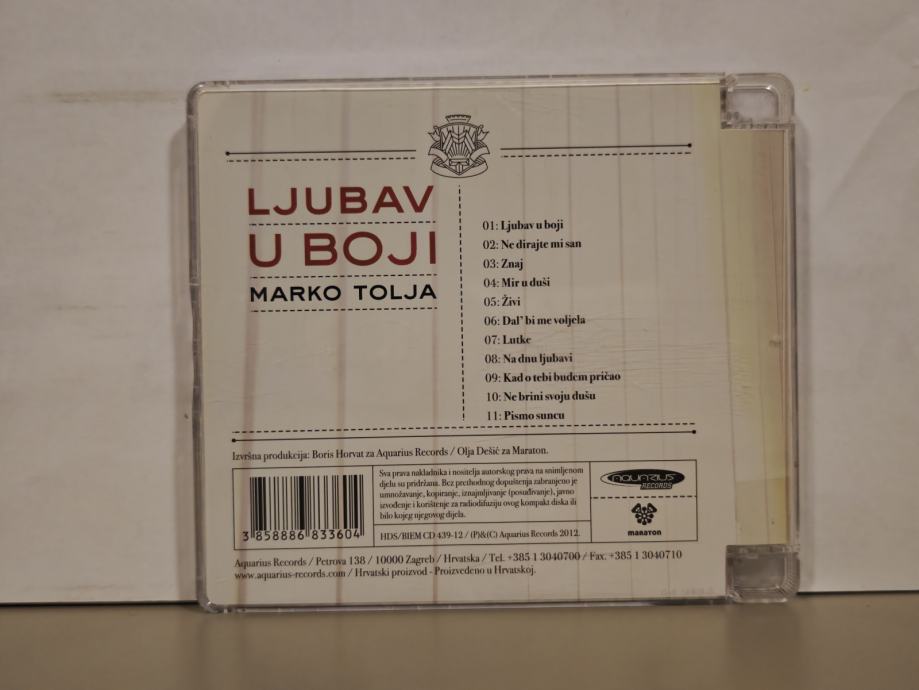 LJUBAV
U BOJI
MARKO TOLJA
01: Ljubav u boji
02: Ne dirajte mi san
03: Znaj
04: Mir u duši
05: Živi
06: Dal' bi me voljela
07: Lutke
08: Na dnu ljubavi
09: Kad o tebi budem pričao
10: Ne brini svoju dušu
11: Pismo suncu
Izvršna produkcija: Boris Horvat za Aquarius Records / Olja Dešić za Maraton.
3 858886 833604
Sva prava nakladnika i nositelja autorskog prava na snimljenom
djelu su pridržana. Bez prethodnog dopuštenja zabranjeno je
umnožavanje, kopiranje, iznajmljivanje (posuđivanje), javno
izvođenje i korištenje za radiodifuziju ovog kompakt diska ili
bilo kojeg njegovog dijela.
HDS/BIEM CD 439-12 / (P)&(C) Aquarius Records 2012.
AQUARIUS
RECORDS
maraton
Aquarius Records / Petrova 138 / 10000 Zagreb / Hrvatska / Tel. +385 1 3040700 / Fax. +385 1 3040710
www.aquarius-records.com / Hrvatski proizvod - Proizvedeno u Hrvatskoj.